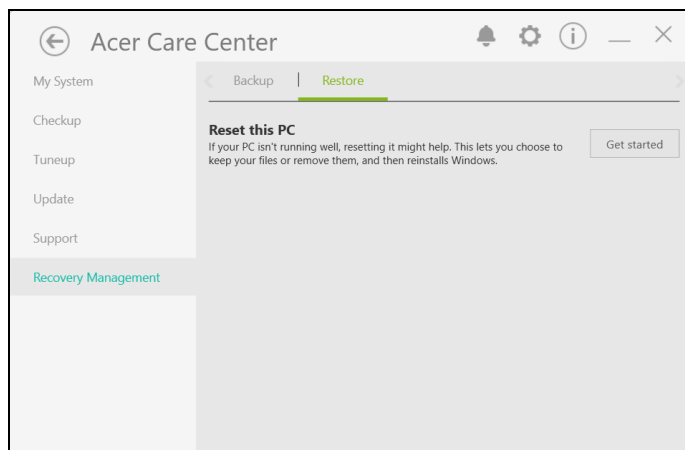 Acer Care Center
My System
Checkup
Tuneup
Update
Support
Recovery Management
Backup | Restore
Reset this PC
If your PC isn't running well, resetting it might help. This lets you choose to
keep your files or remove them, and then reinstalls Windows.
Get started